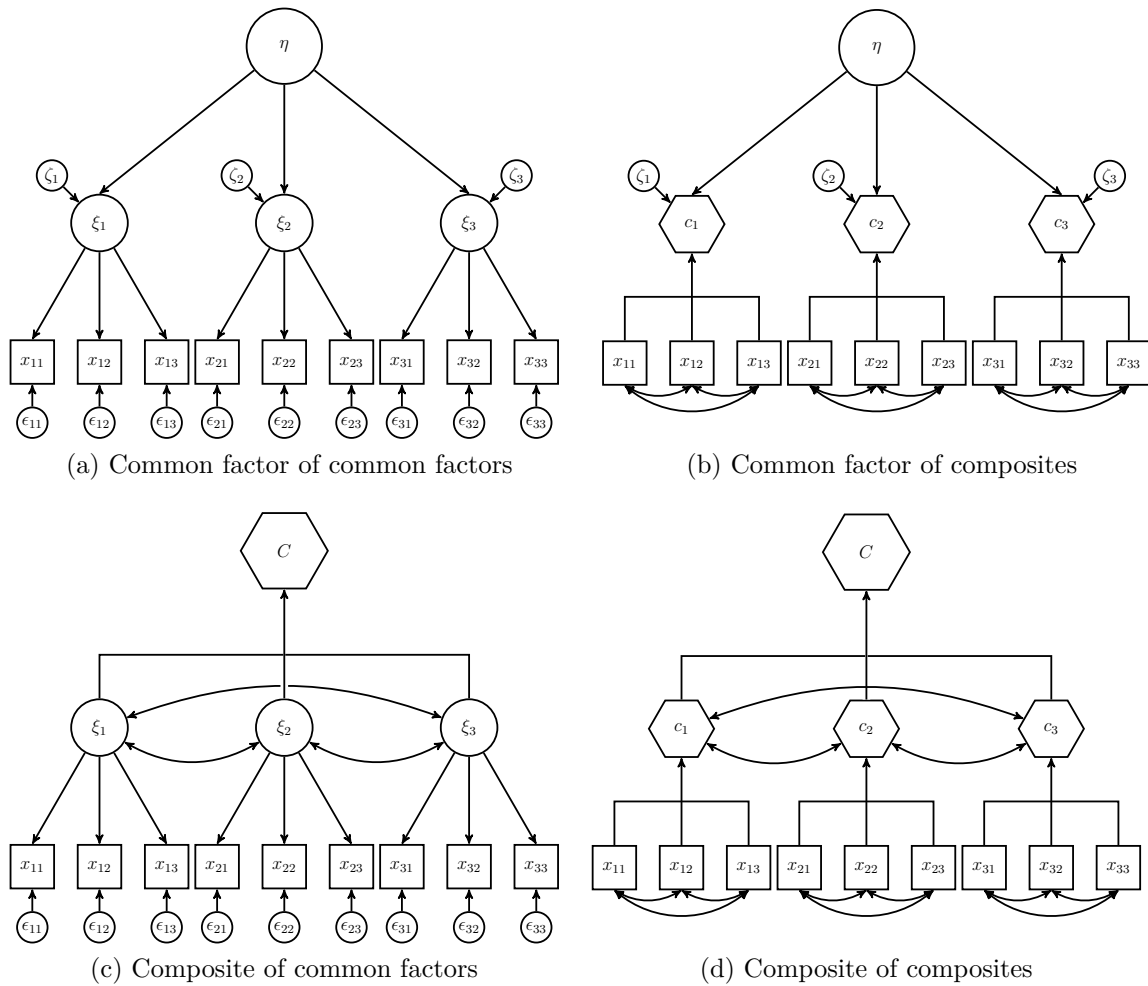 η η
ζ₁ ζ₂ ζ₃ ζ₁ ζ₂ ζ₃
ξ₁ ξ₂ ξ₃ c₁ c₂ c₃
x₁₁ x₁₂ x₁₃ x₂₁ x₂₂ x₂₃ x₃₁ x₃₂ x₃₃ x₁₁ x₁₂ x₁₃ x₂₁ x₂₂ x₂₃ x₃₁ x₃₂ x₃₃
ϵ₁₁ ϵ₁₂ ϵ₁₃ ϵ₂₁ ϵ₂₂ ϵ₂₃ ϵ₃₁ ϵ₃₂ ϵ₃₃
(a) Common factor of common factors (b) Common factor of composites
C C
ξ₁ ξ₂ ξ₃ c₁ c₂ c₃
x₁₁ x₁₂ x₁₃ x₂₁ x₂₂ x₂₃ x₃₁ x₃₂ x₃₃ x₁₁ x₁₂ x₁₃ x₂₁ x₂₂ x₂₃ x₃₁ x₃₂ x₃₃
ϵ₁₁ ϵ₁₂ ϵ₁₃ ϵ₂₁ ϵ₂₂ ϵ₂₃ ϵ₃₁ ϵ₃₂ ϵ₃₃
(c) Composite of common factors (d) Composite of composites